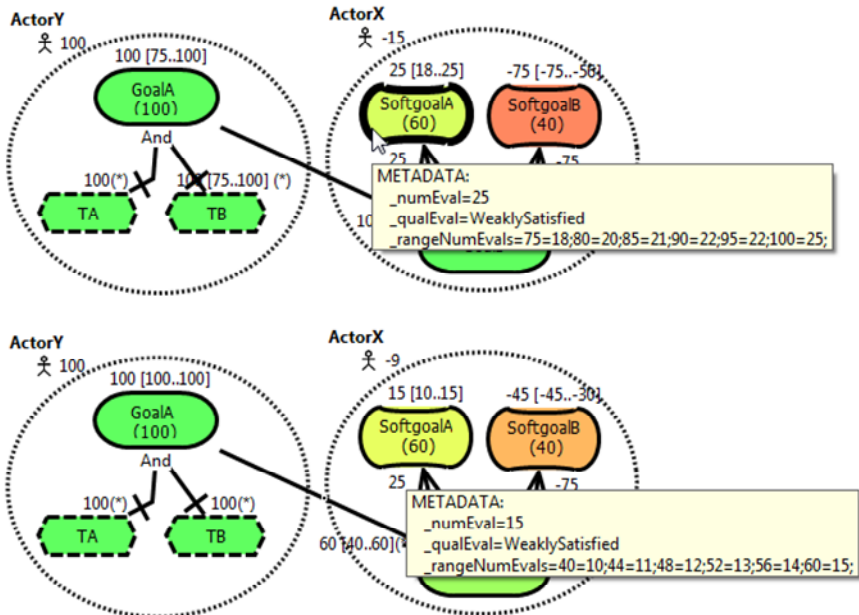 ActorY
100
100 [75..100]
GoalA
(100)
And
100(*)
100 [75..100] (*)
TA
TB
ActorX
-15
25 [18..25]
-75 [-75..-50]
SoftgoalA
(60)
SoftgoalB
(40)
25
-75
10
METADATA:
_numEval=25
_qualEval=WeaklySatisfied
_rangeNumEvals=75=18;80=20;85=21;90=22;95=22;100=25;
ActorY
100
100 [100..100]
GoalA
(100)
And
100(*)
100(*)
TA
TB
ActorX
-9
15 [10..15]
-45 [-45..-30]
SoftgoalA
(60)
SoftgoalB
(40)
25
-75
60 [40..60](*
METADATA:
_numEval=15
_qualEval=WeaklySatisfied
_rangeNumEvals=40=10;44=11;48=12;52=13;56=14;60=15;